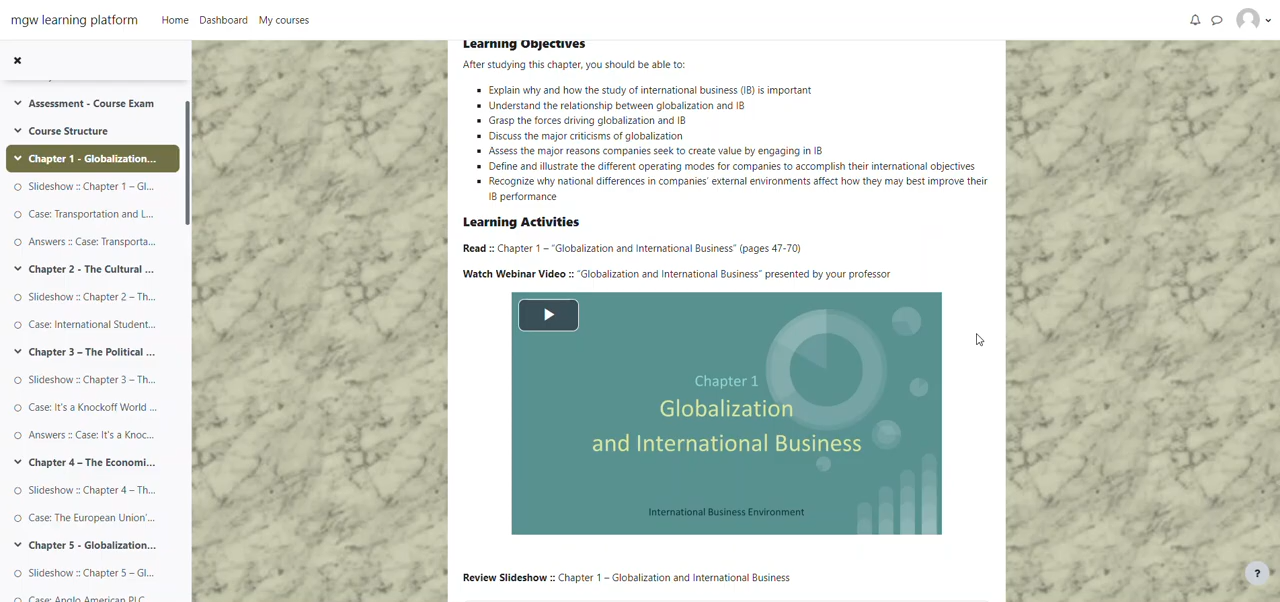 mgw learning platform
Home
Dashboard
My courses
Assessment - Course Exam
Course Structure
Chapter 1 - Globalization...
Slideshow :: Chapter 1 – Gl...
Case: Transportation and L...
Answers :: Case: Transporta...
Chapter 2 - The Cultural ...
Slideshow :: Chapter 2 – Th...
Case: International Student...
Chapter 3 – The Political ...
Slideshow :: Chapter 3 – Th...
Case: It's a Knockoff World ...
Answers :: Case: It's a Knoc...
Chapter 4 – The Economi...
Slideshow :: Chapter 4 – Th...
Case: The European Union'...
Chapter 5 - Globalization...
Slideshow :: Chapter 5 – Gl...
Case: Anglo American PLC
Learning Objectives
After studying this chapter, you should be able to:
Explain why and how the study of international business (IB) is important
Understand the relationship between globalization and IB
Grasp the forces driving globalization and IB
Discuss the major criticisms of globalization
Assess the major reasons companies seek to create value by engaging in IB
Define and illustrate the different operating modes for companies to accomplish their international objectives
Recognize why national differences in companies' external environments affect how they may best improve their
IB performance
Learning Activities
Read :: Chapter 1 – "Globalization and International Business" (pages 47-70)
Watch Webinar Video :: "Globalization and International Business" presented by your professor
Chapter 1
Globalization
and International Business
International Business Environment
Review Slideshow :: Chapter 1 – Globalization and International Business
?